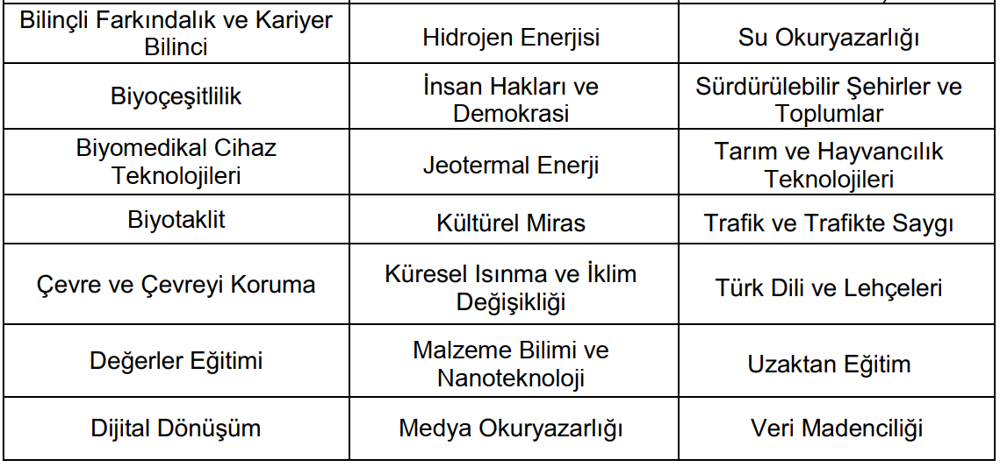 Bilinçli Farkındalık ve Kariyer
Bilinci
Hidrojen Enerjisi
Su Okuryazarlığı
Biyoçeşitlilik
İnsan Hakları ve
Demokrasi
Sürdürülebilir Şehirler ve
Toplumlar
Biyomedikal Cihaz
Teknolojileri
Jeotermal Enerji
Tarım ve Hayvancılık
Teknolojileri
Biyotaklit
Kültürel Miras
Trafik ve Trafikte Saygı
Çevre ve Çevreyi Koruma
Küresel Isınma ve İklim
Değişikliği
Türk Dili ve Lehçeleri
Değerler Eğitimi
Malzeme Bilimi ve
Nanoteknoloji
Uzaktan Eğitim
Dijital Dönüşüm
Medya Okuryazarlığı
Veri Madenciliği